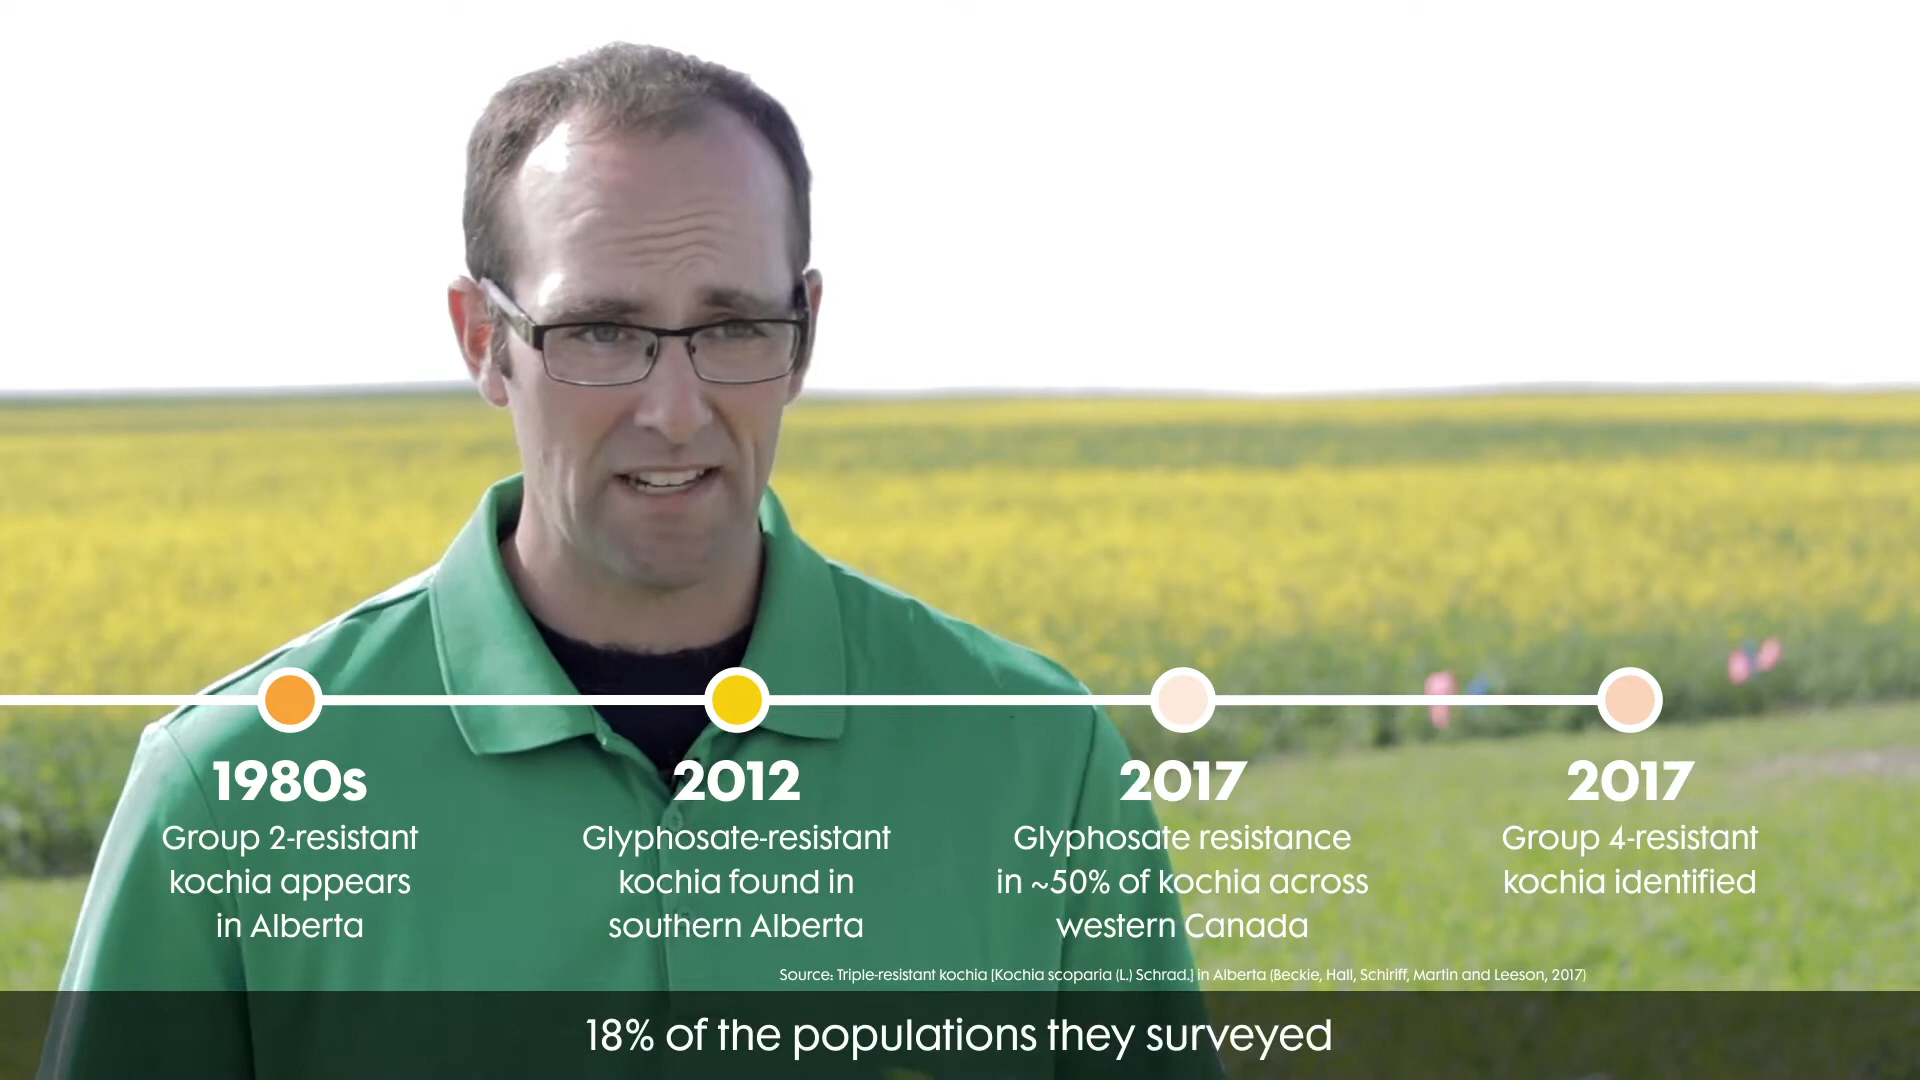 1980s
Group 2-resistant
kochia appears
in Alberta
2012
Glyphosate-resistant
kochia found in
southern Alberta
2017
Glyphosate resistance
in ~50% of kochia across
western Canada
2017
Group 4-resistant
kochia identified
Source: Triple-resistant kochia [Kochia scoparia (L.) Schrad.] in Alberta (Beckie, Hall, Schiriff, Martin and Leeson, 2017)
18% of the populations they surveyed